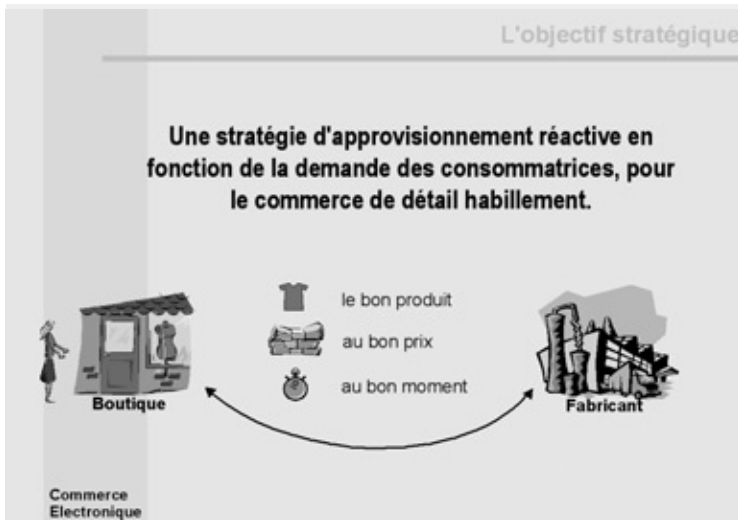 L'objectif stratégique
Une stratégie d'approvisionnement réactive en
fonction de la demande des consommatrices, pour
le commerce de détail habillement.
le bon produit
au bon prix
au bon moment
Boutique
Fabricant
Commerce
Electronique